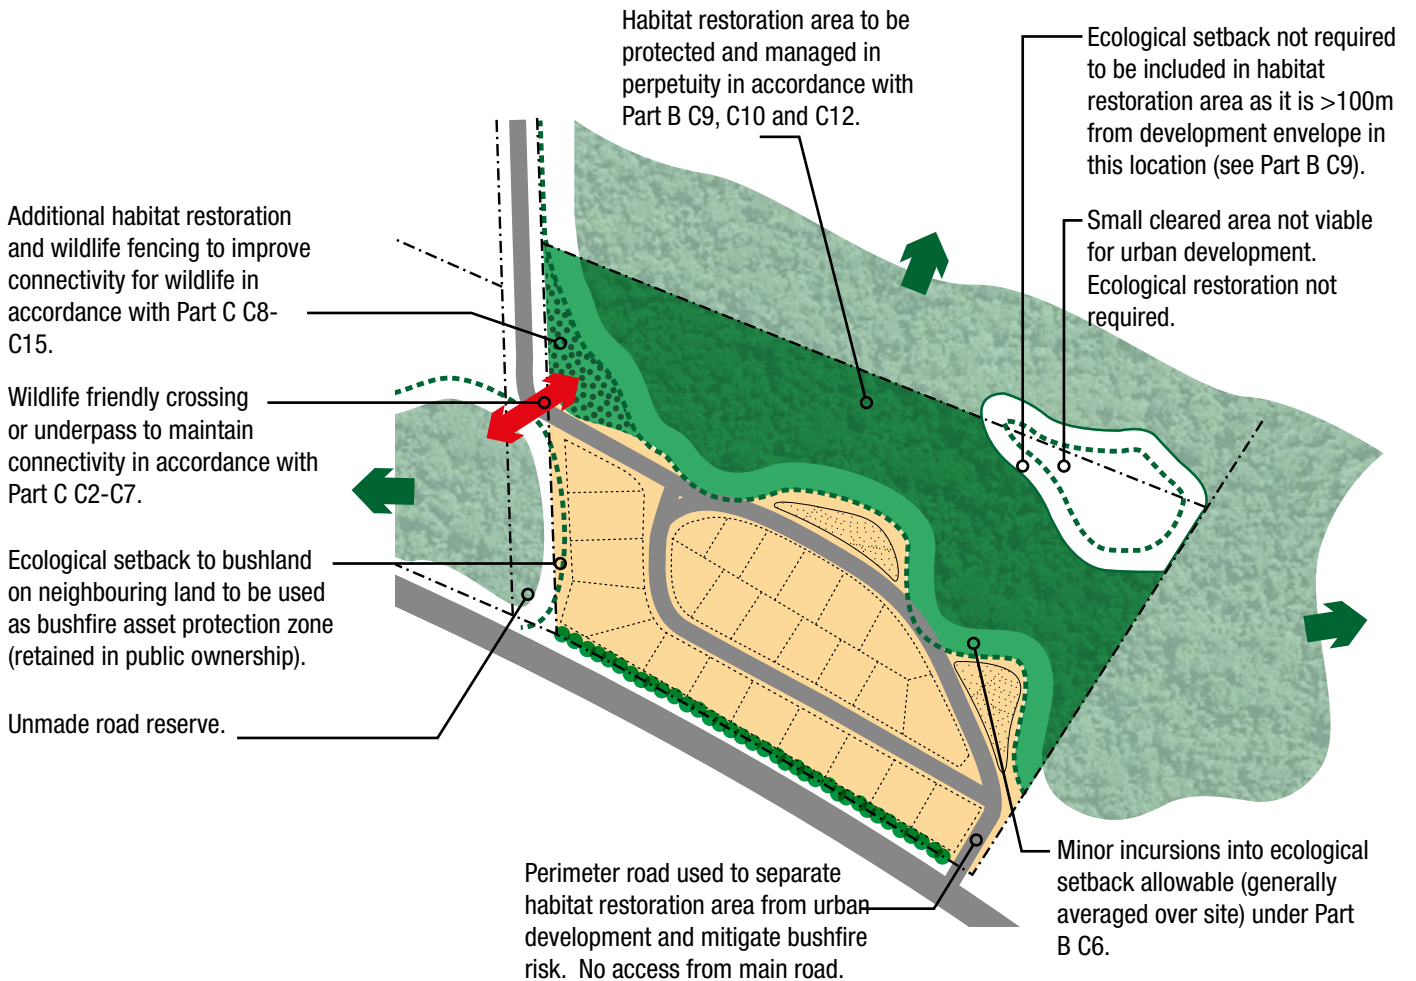 Habitat restoration area to be
protected and managed in
perpetuity in accordance with
Part B C9, C10 and C12.
Ecological setback not required
to be included in habitat
restoration area as it is >100m
from development envelope in
this location (see Part B C9).
Small cleared area not viable
for urban development.
Ecological restoration not
required.
Additional habitat restoration
and wildlife fencing to improve
connectivity for wildlife in
accordance with Part C C8-
C15.
Wildlife friendly crossing
or underpass to maintain
connectivity in accordance with
Part C C2-C7.
Ecological setback to bushland
on neighbouring land to be used
as bushfire asset protection zone
(retained in public ownership).
Unmade road reserve.
Perimeter road used to separate
habitat restoration area from urban
development and mitigate bushfire
risk.  No access from main road.
Minor incursions into ecological
setback allowable (generally
averaged over site) under Part
B C6.